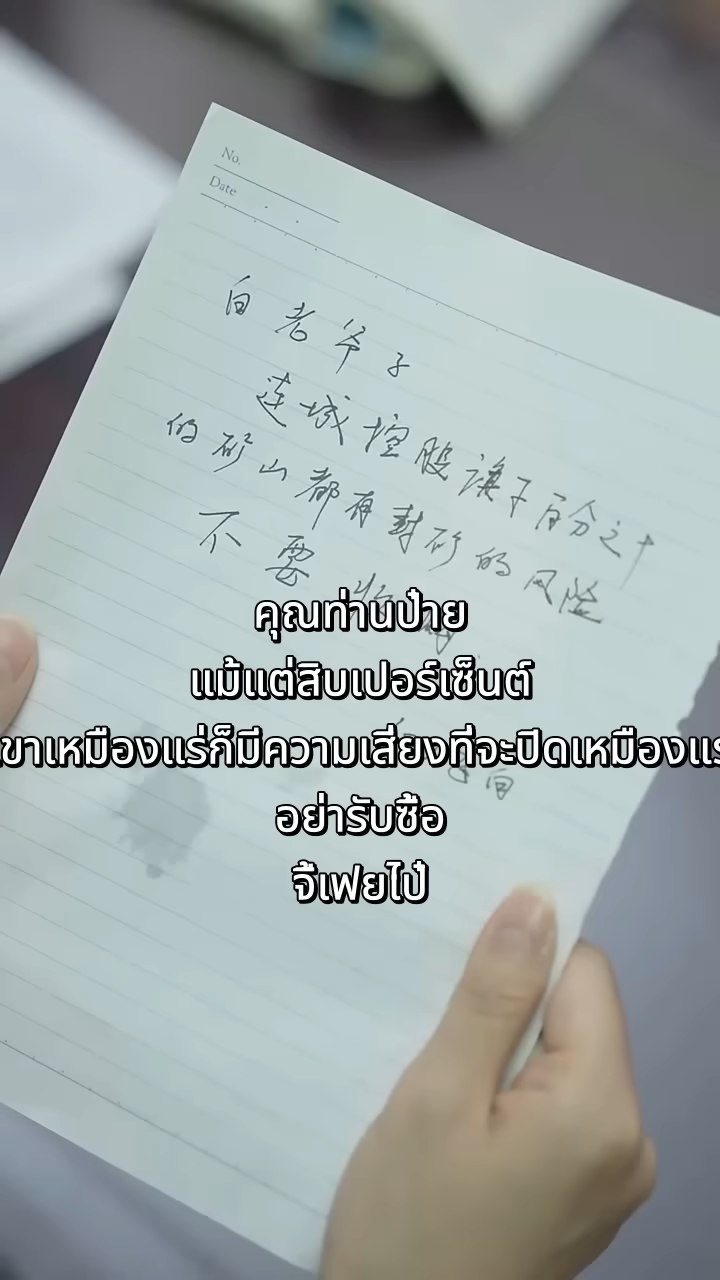 No.
Date
白老爷子
连城控股 百分之十
的矿山都有封矿的风险
不要
คุณท่านป๋าย
แม้แต่สิบเปอร์เซ็นต์
เขาเหมืองแร่ก็มีความเสี่ยงที่จะปิดเหมืองแร่
อย่ารับซื้อ
จี้เฟยไป๋